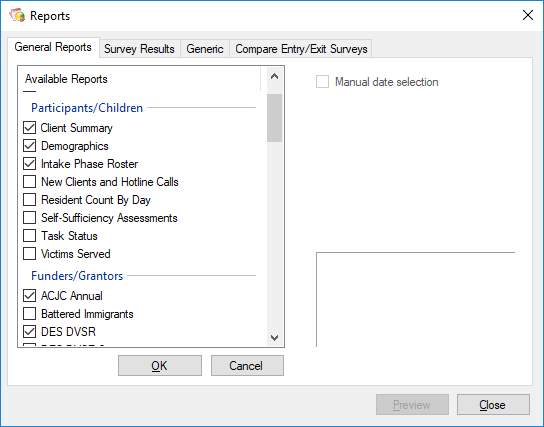 Reports
General Reports Survey Results Generic Compare Entry/Exit Surveys
Available Reports
Manual date selection
Participants/Children
Client Summary
Demographics
Intake Phase Roster
New Clients and Hotline Calls
Resident Count By Day
Self-Sufficiency Assessments
Task Status
Victims Served
Funders/Grantors
ACJC Annual
Battered Immigrants
DES DVSR
OK Cancel
Preview Close